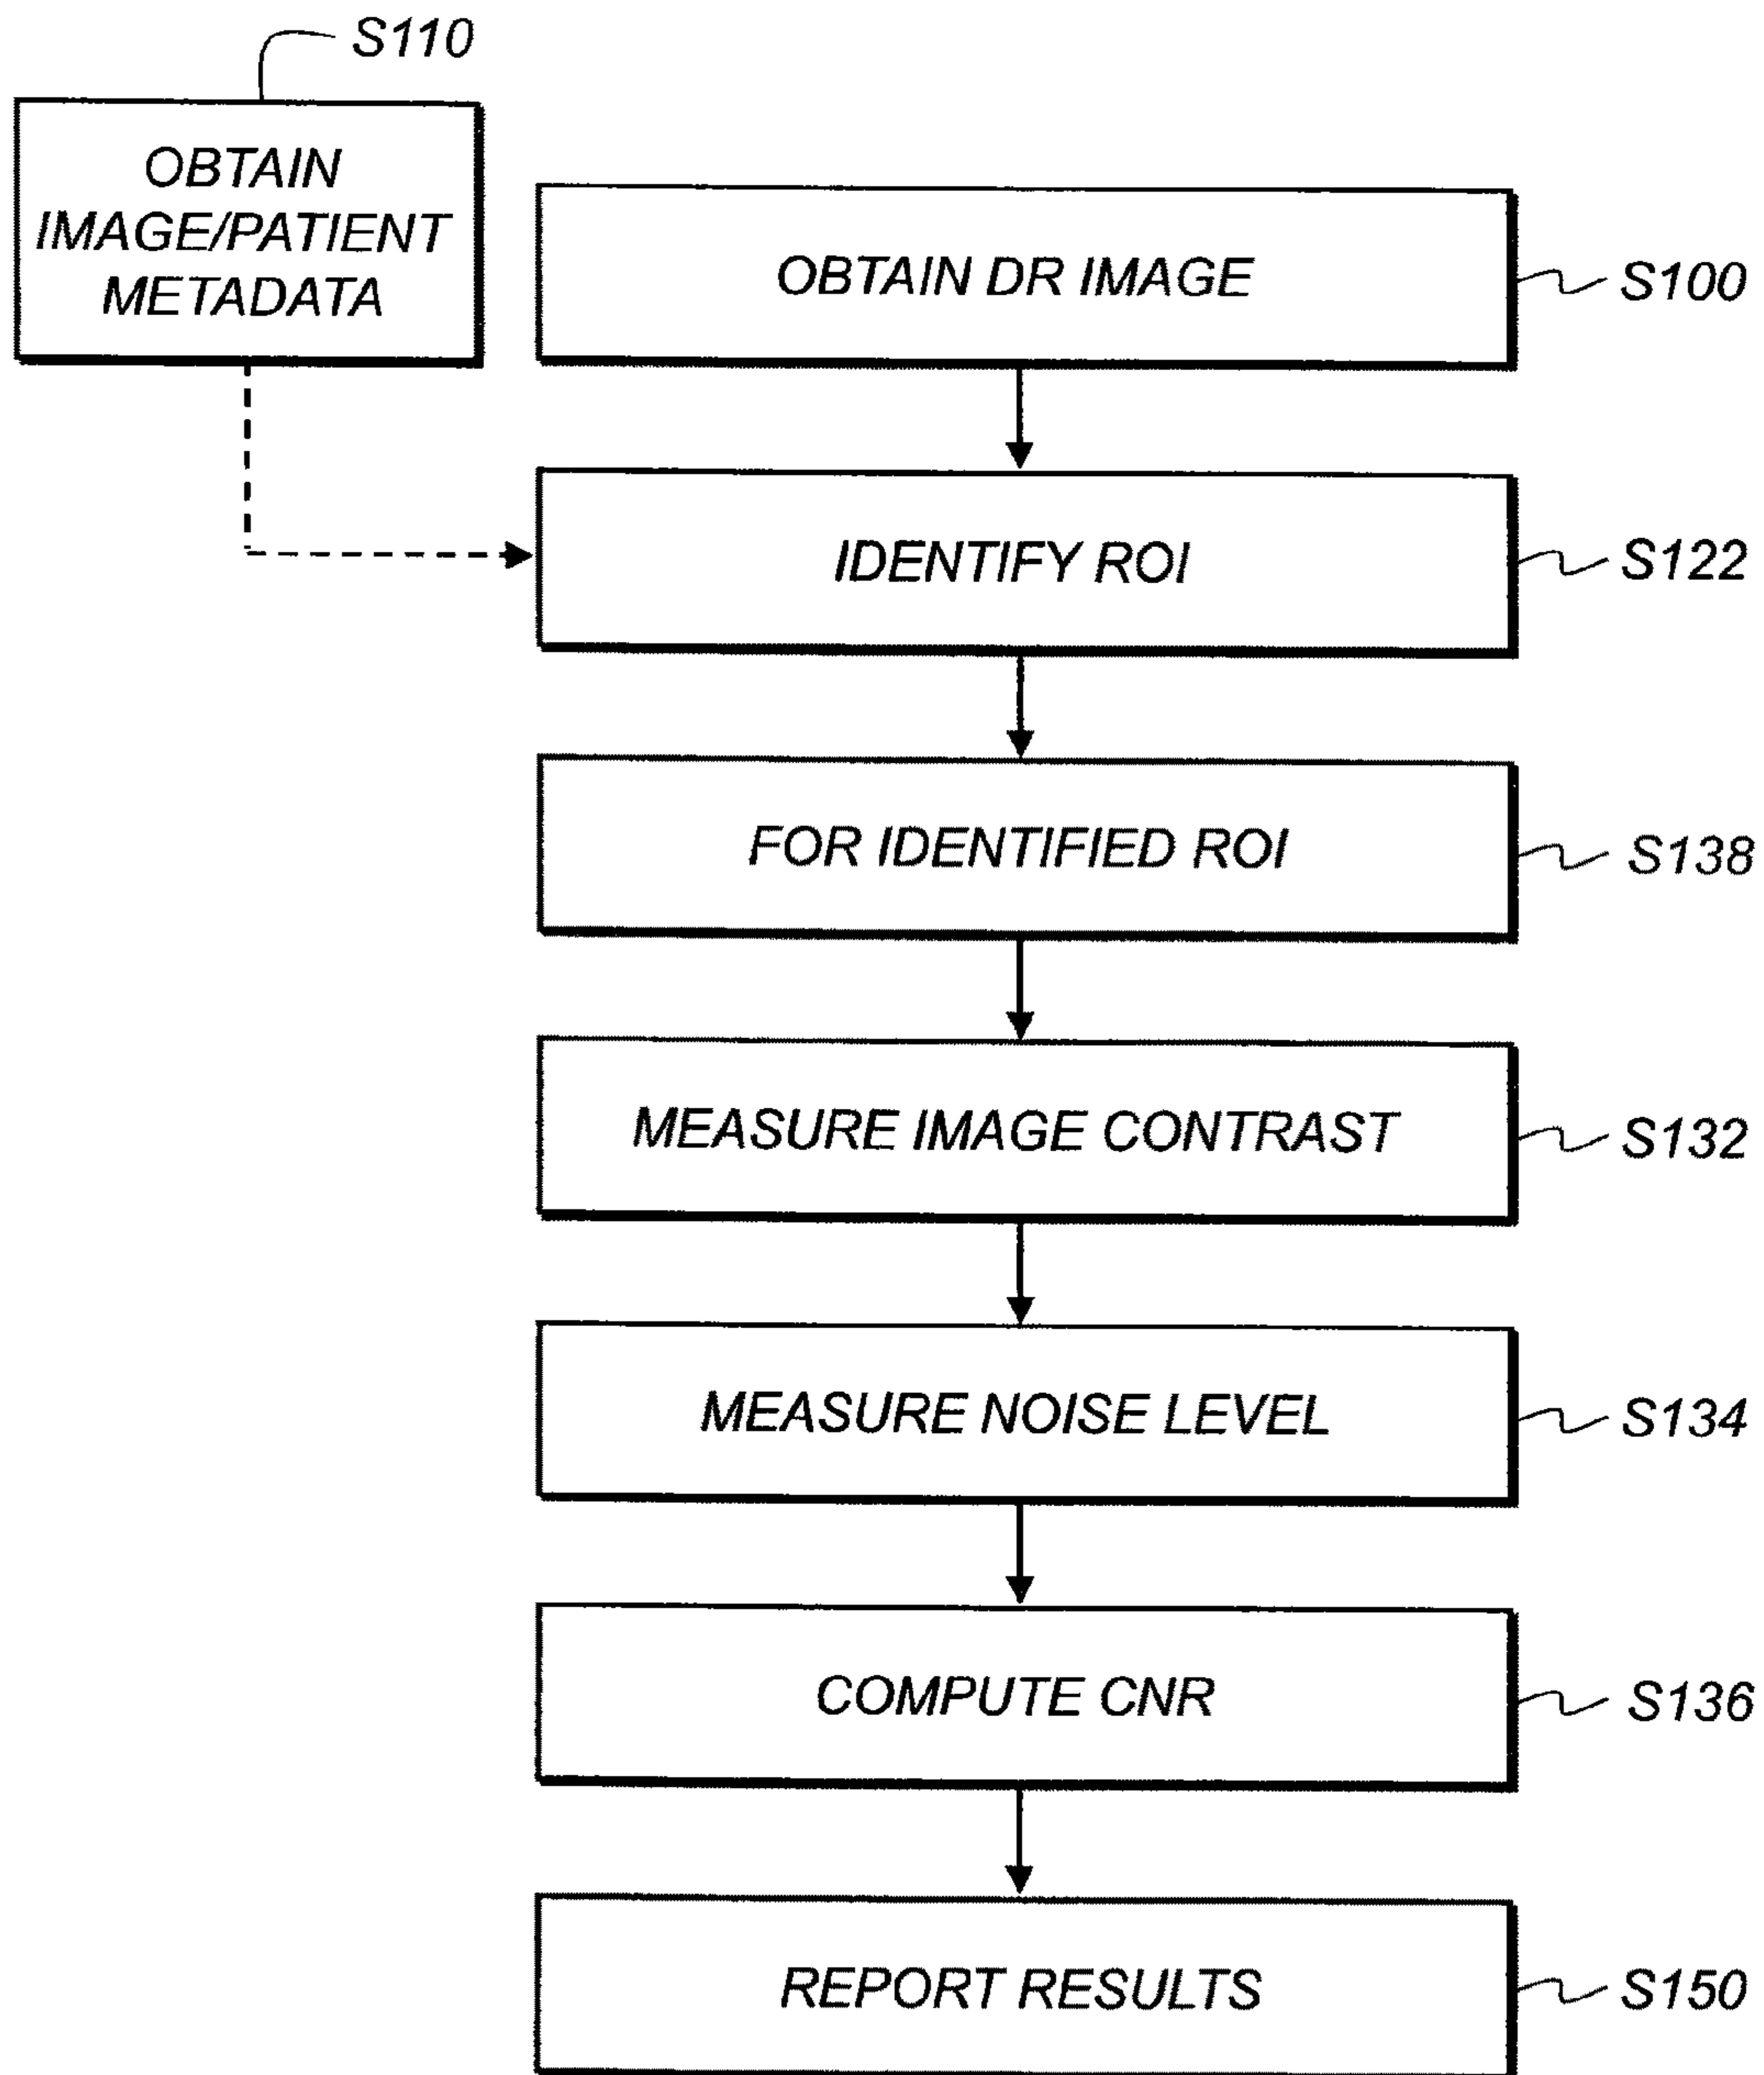 S110
OBTAIN
IMAGE/PATIENT
METADATA
OBTAIN DR IMAGE
S100
IDENTIFY ROI
S122
FOR IDENTIFIED ROI
S138
MEASURE IMAGE CONTRAST
S132
MEASURE NOISE LEVEL
S134
COMPUTE CNR
S136
REPORT RESULTS
S150